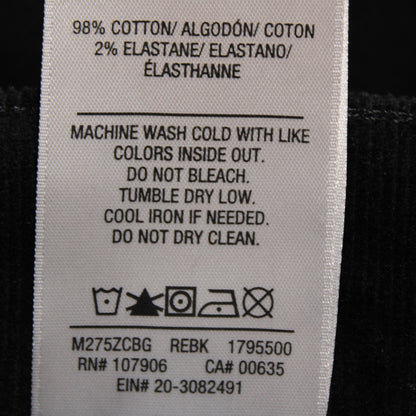 98% COTTON/ ALGODÓN/ COTON
2% ELASTANE/ ELASTANO/
ÉLASTHANNE
MACHINE WASH COLD WITH LIKE
COLORS INSIDE OUT.
DO NOT BLEACH.
TUMBLE DRY LOW.
COOL IRON IF NEEDED.
DO NOT DRY CLEAN.
M275ZCBG REBK 1795500
RN# 107906 CA# 00635
EIN# 20-3082491